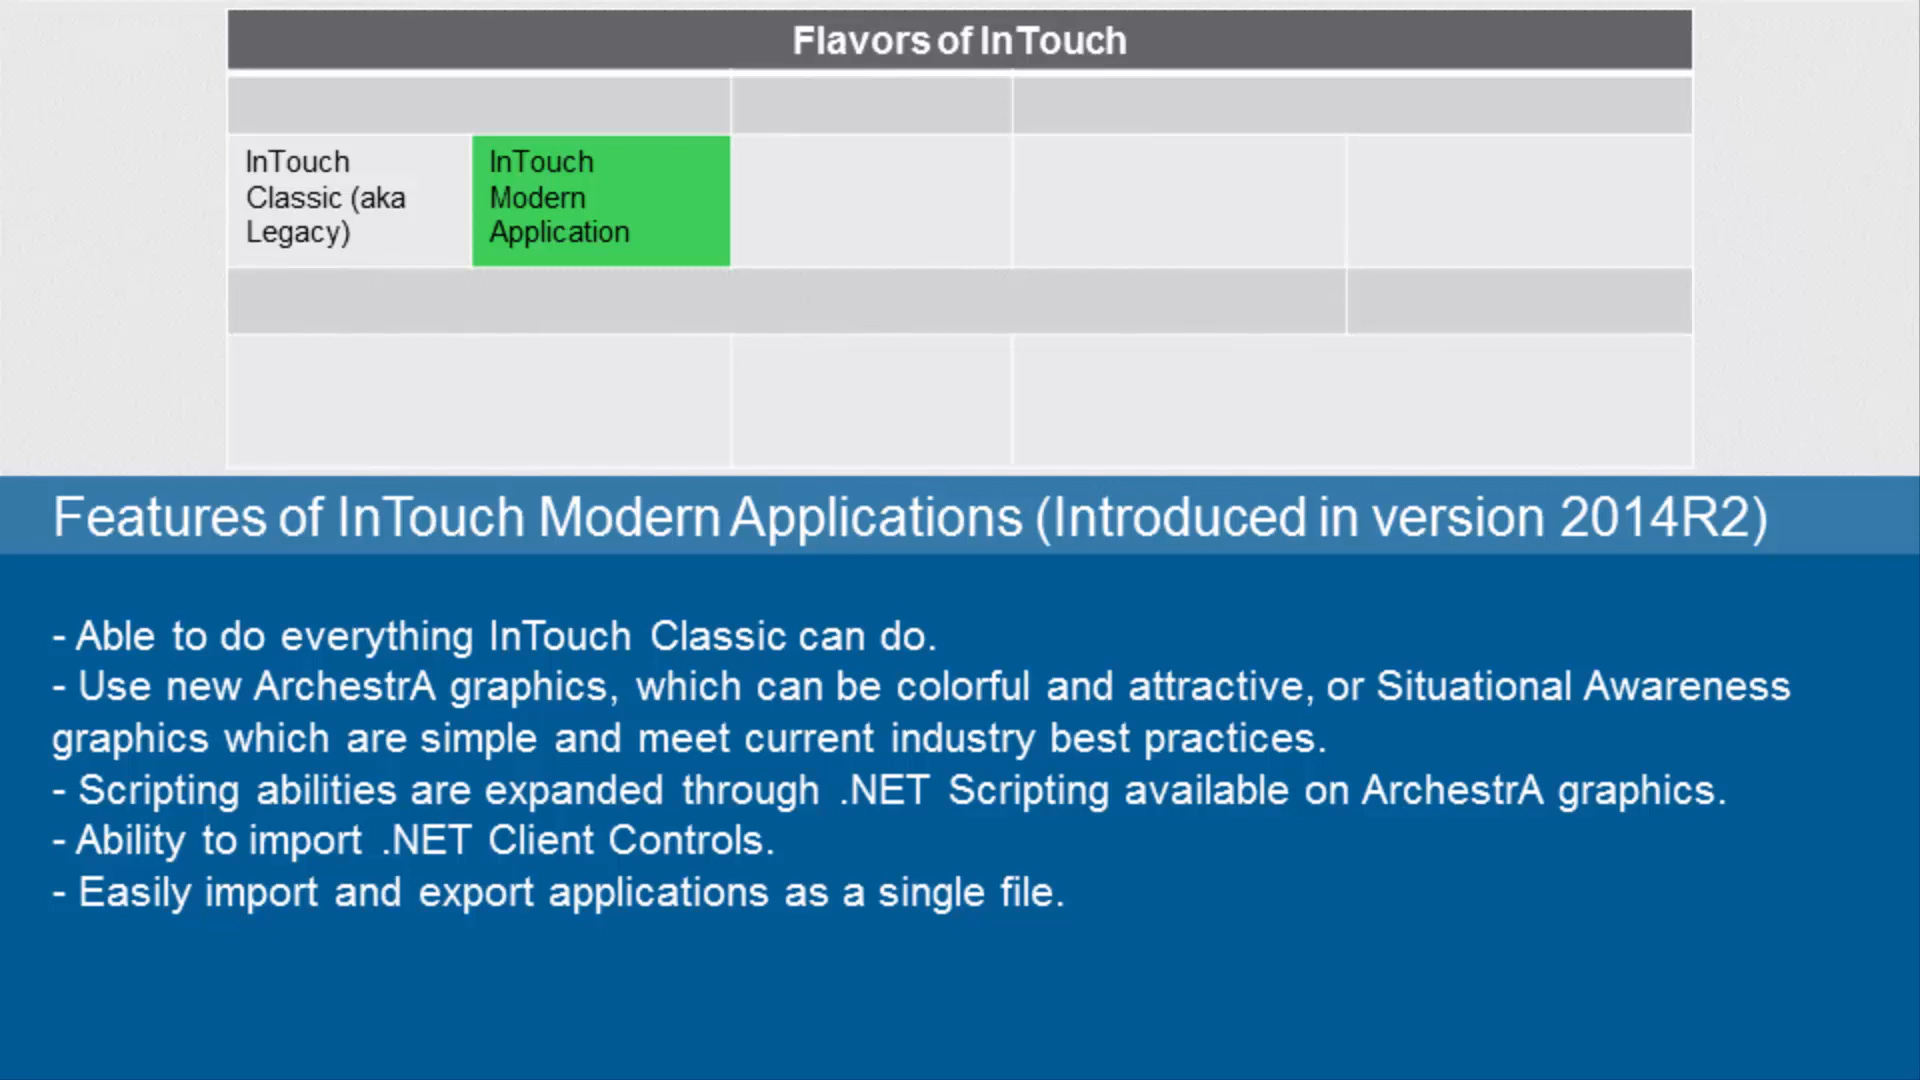 Flavors of InTouch
InTouch
Classic (aka
Legacy)
InTouch
Modern
Application
Features of InTouch Modern Applications (Introduced in version 2014R2)
- Able to do everything InTouch Classic can do.
- Use new ArchestrA graphics, which can be colorful and attractive, or Situational Awareness
graphics which are simple and meet current industry best practices.
- Scripting abilities are expanded through .NET Scripting available on ArchestrA graphics.
- Ability to import .NET Client Controls.
- Easily import and export applications as a single file.